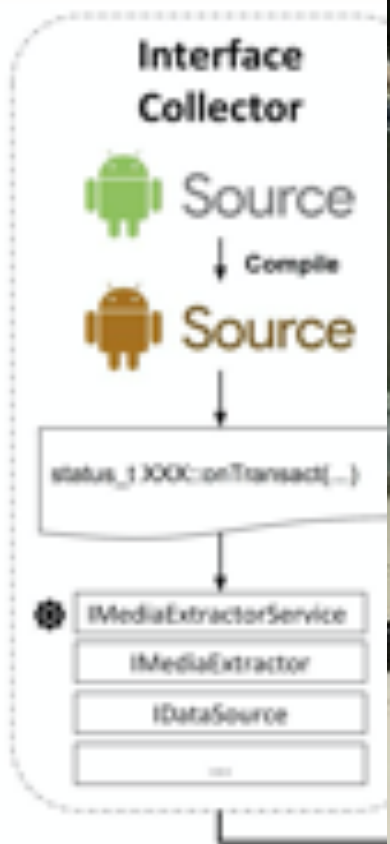 Interface
Collector
Source
Compile
Source
status_t XXX::onTransact(...)
IMediaExtractorService
IMediaExtractor
IDataSource
...